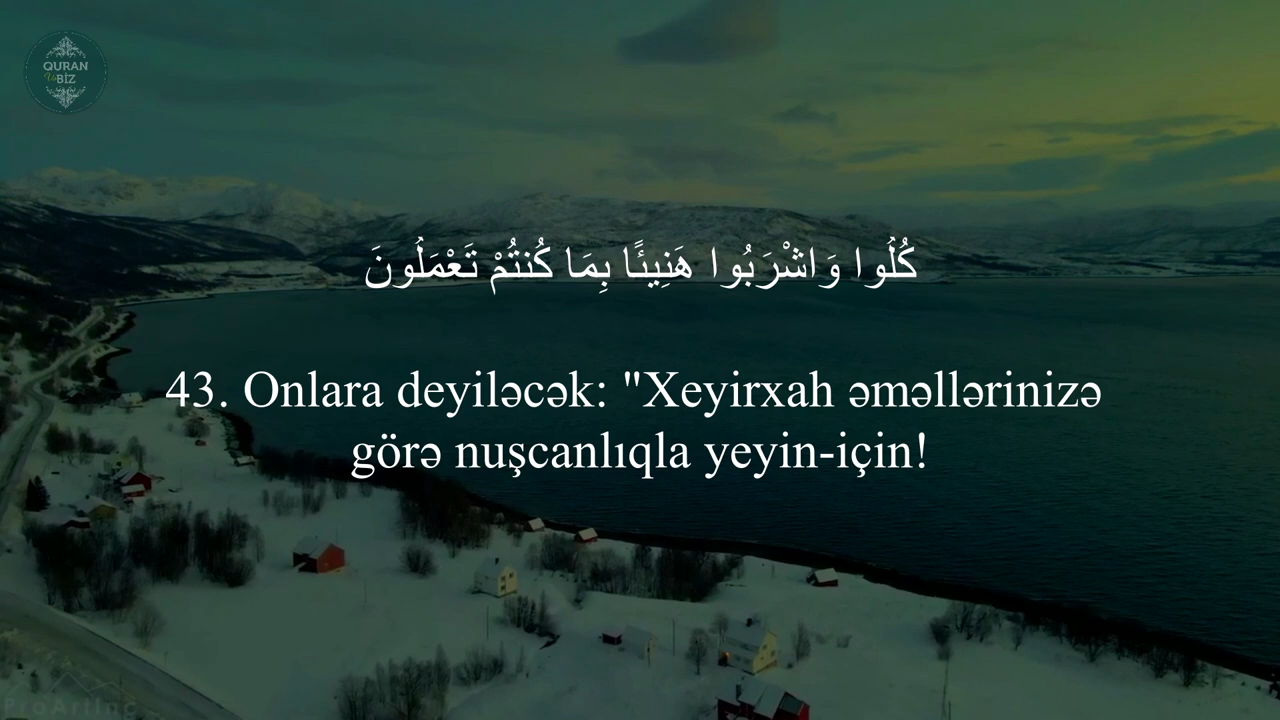 QURAN
Və
BİZ
كُلُوا وَاشْرَبُوا هَنِيئًا بِمَا كُنتُمْ تَعْمَلُونَ
43. Onlara deyiləcək: "Xeyirxah əməllərinizə
görə nuşcanlıqla yeyin-için!
ProArtInc